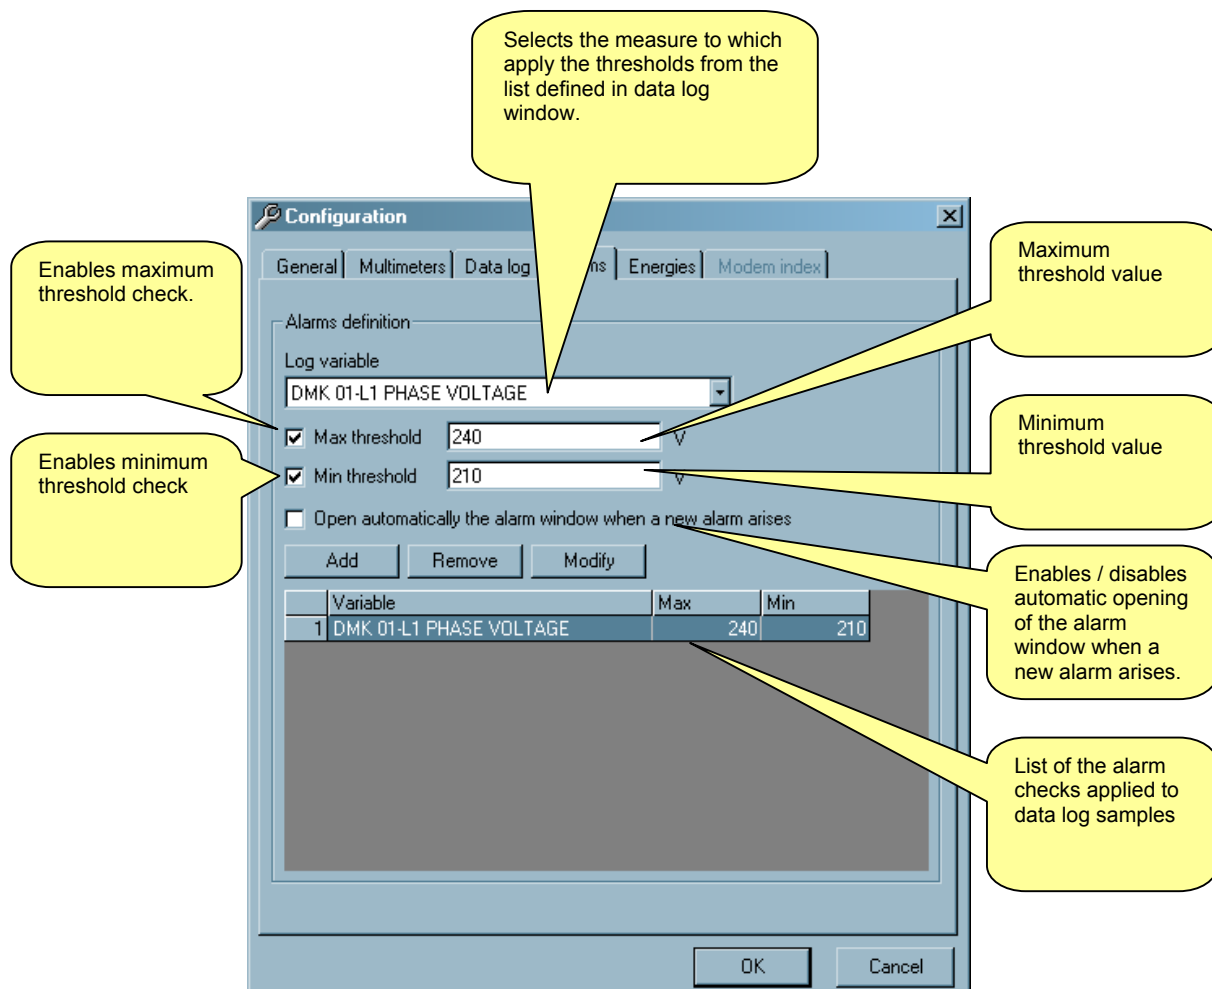 Selects the measure to which
apply the thresholds from the
list defined in data log
window.
Configuration
General Multimeters Data log ms Energies Modem index
Enables maximum
threshold check.
Maximum
threshold value
Alarms definition
Log variable
DMK 01-L1 PHASE VOLTAGE
Max threshold 240 V
Enables minimum
threshold check
Minimum
threshold value
Min threshold 210 V
Open automatically the alarm window when a new alarm arises
Add Remove Modify
Enables / disables
automatic opening
of the alarm
window when a
new alarm arises.
Variable Max Min
1 DMK 01-L1 PHASE VOLTAGE 240 210
List of the alarm
checks applied to
data log samples
OK Cancel